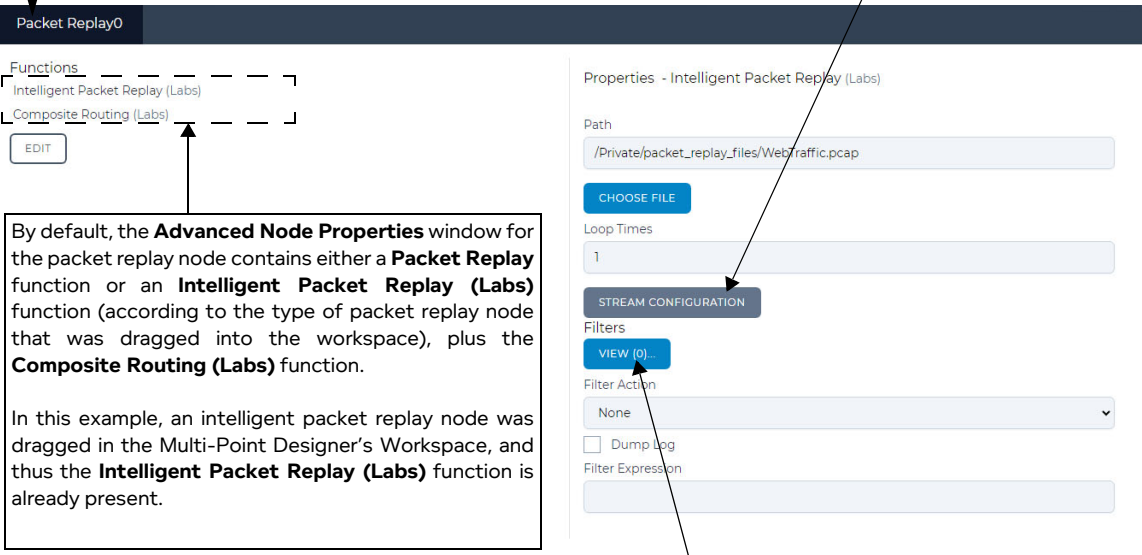 Packet Replay0
Functions
Intelligent Packet Replay (Labs)
Composite Routing (Labs)
EDIT
By default, the Advanced Node Properties window for
the packet replay node contains either a Packet Replay
function or an Intelligent Packet Replay (Labs)
function (according to the type of packet replay node
that was dragged into the workspace), plus the
Composite Routing (Labs) function.
In this example, an intelligent packet replay node was
dragged in the Multi-Point Designer's Workspace, and
thus the Intelligent Packet Replay (Labs) function is
already present.
Properties - Intelligent Packet Replay (Labs)
Path
/Private/packet_replay_files/WebTraffic.pcap
CHOOSE FILE
Loop Times
1
STREAM CONFIGURATION
Filters
VIEW (0)...
Filter Action
None
Dump Log
Filter Expression